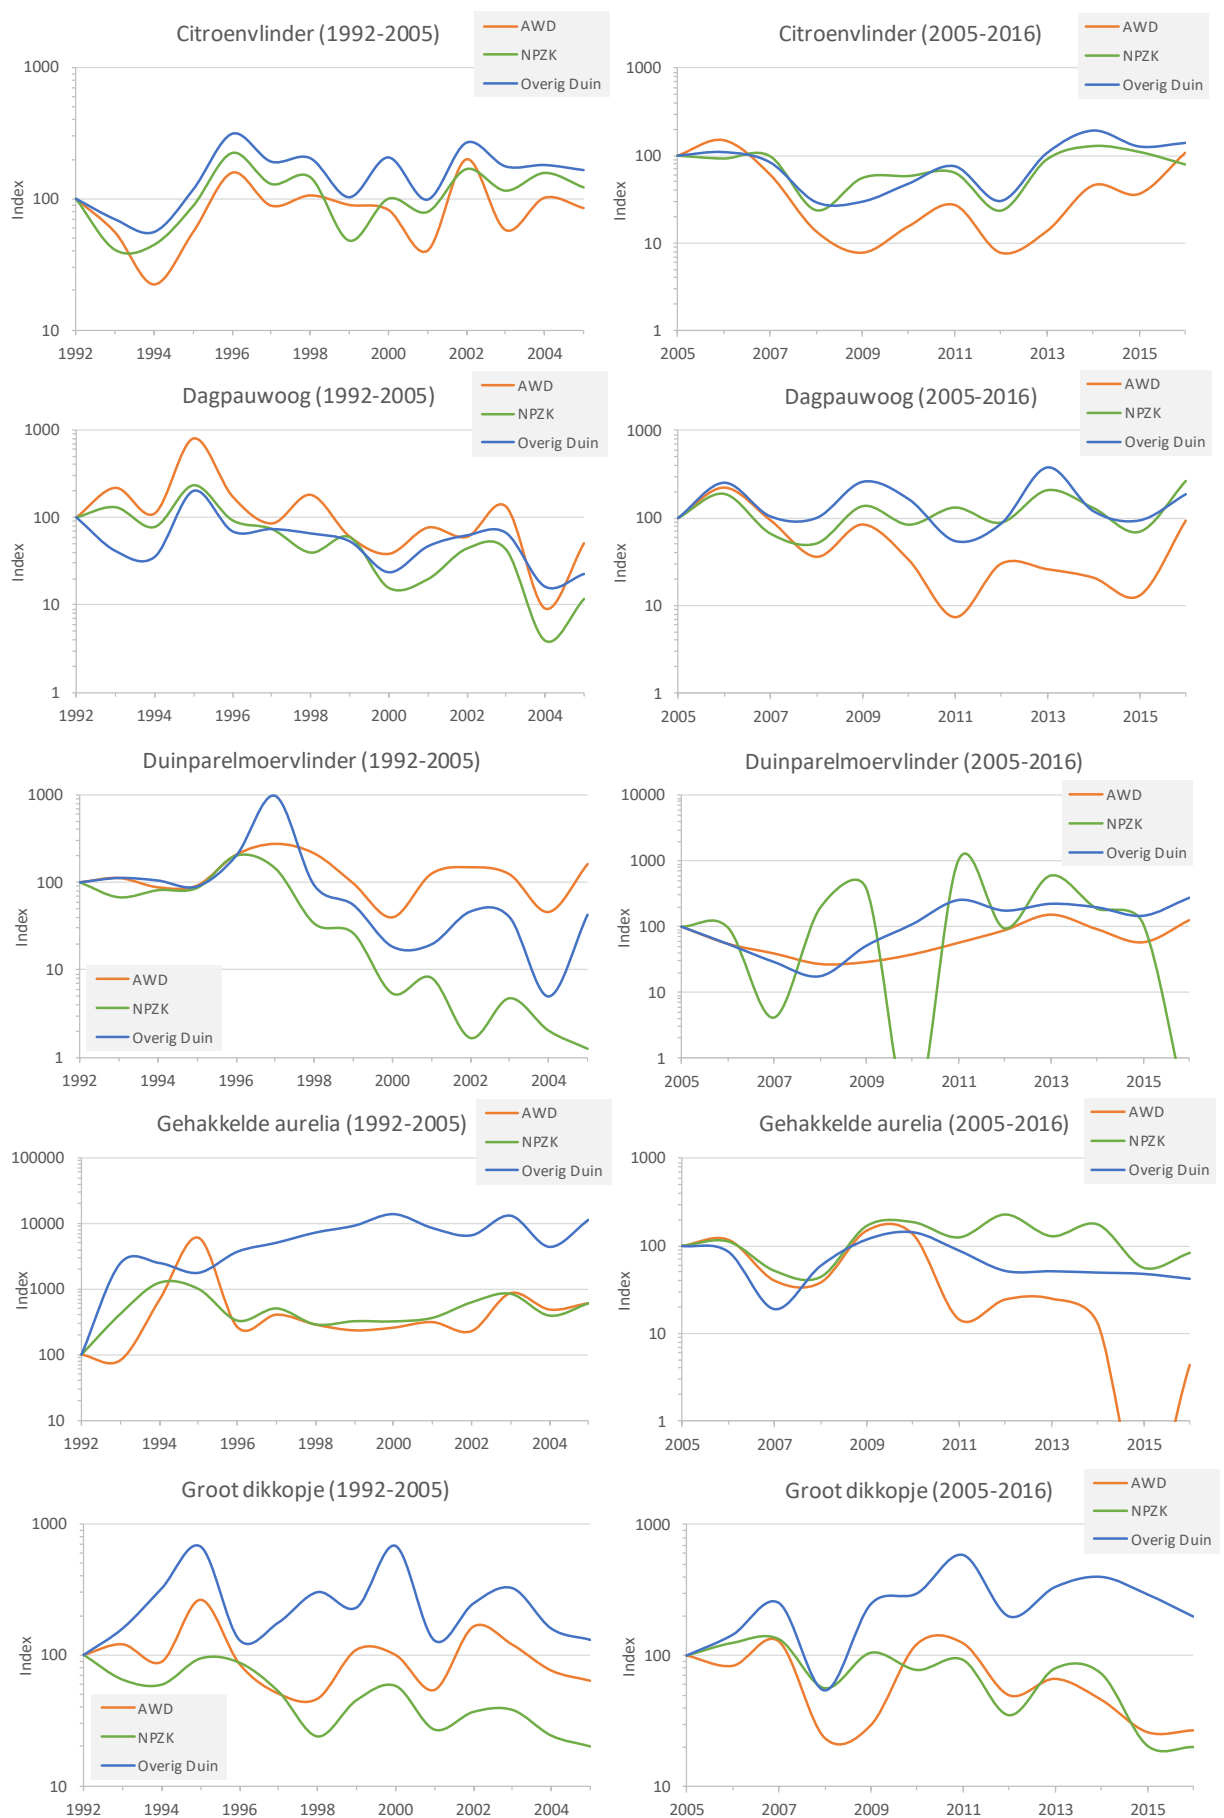 Citroenvlinder (1992-2005)
AWD
NPZK
Overig Duin
Index
1000
100
10
1992
1994
1996
1998
2000
2002
2004
Citroenvlinder (2005-2016)
AWD
NPZK
Overig Duin
Index
1000
100
10
1
2005
2007
2009
2011
2013
2015
Dagpauwoog (1992-2005)
AWD
NPZK
Overig Duin
Index
1000
100
10
1
1992
1994
1996
1998
2000
2002
2004
Dagpauwoog (2005-2016)
AWD
NPZK
Overig Duin
Index
1000
100
10
1
2005
2007
2009
2011
2013
2015
Duinparelmoervlinder (1992-2005)
Index
1000
100
10
1
AWD
NPZK
Overig Duin
1992
1994
1996
1998
2000
2002
2004
Duinparelmoervlinder (2005-2016)
AWD
NPZK
Overig Duin
Index
10000
1000
100
10
1
2005
2007
2009
2011
2013
2015
Gehakkelde aurelia (1992-2005)
AWD
NPZK
Overig Duin
Index
100000
10000
1000
100
10
1992
1994
1996
1998
2000
2002
2004
Gehakkelde aurelia (2005-2016)
AWD
NPZK
Overig Duin
Index
1000
100
10
1
2005
2007
2009
2011
2013
2015
Groot dikkopje (1992-2005)
Index
1000
100
10
AWD
NPZK
Overig Duin
1992
1994
1996
1998
2000
2002
2004
Groot dikkopje (2005-2016)
AWD
NPZK
Overig Duin
Index
1000
100
10
2005
2007
2009
2011
2013
2015